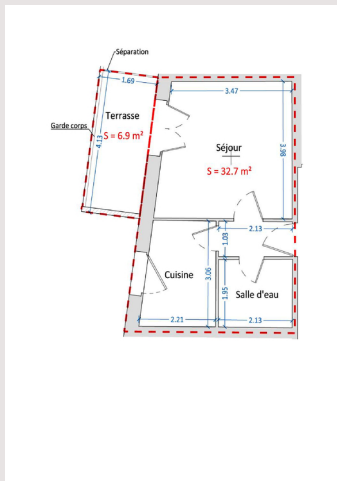 Séparation
1.69
3.47
Terrasse
Garde corps
S = 6.9 m²
4.13
Séjour
3.98
S = 32.7 m²
2.13
1.03
Cuisine
3.06
Salle d'eau
1.95
2.21
2.13